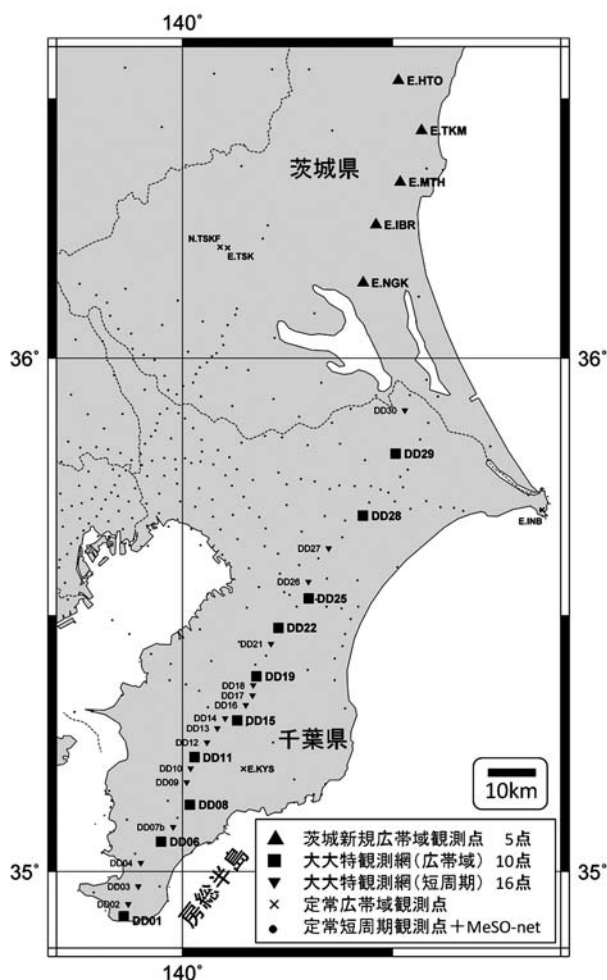 140°
E.HTO
E.TKM
茨城県
E.MTH
E.IBR
N.TSKF
E.TSK
E.NGK
36°
36°
DD30
DD29
DD28
E.INB
DD27
DD26
DD25
DD22
DD21
DD19
DD18
DD17
DD16
DD15
DD14
DD13
千葉県
DD12
DD11
DD10
E.KYS
DD09
10km
DD08
DD07b
DD06
DD04
35°
35°
DD03
DD02
DD01
房総半島
茨城新規広帯域観測点 5点
大大特観測網(広帯域) 10点
大大特観測網(短周期) 16点
定常広帯域観測点
定常短周期観測点+MeSO-net
140°